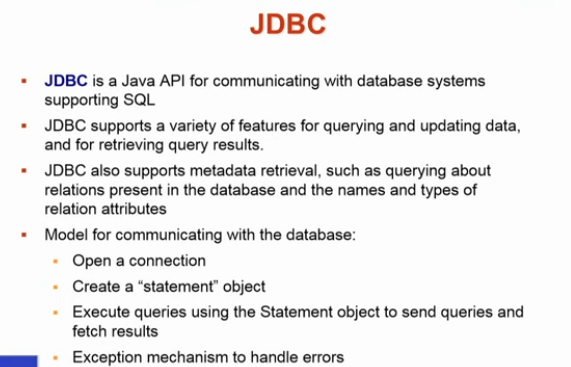 JDBC
JDBC is a Java API for communicating with database systems
supporting SQL
JDBC supports a variety of features for querying and updating data,
and for retrieving query results.
JDBC also supports metadata retrieval, such as querying about
relations present in the database and the names and types of
relation attributes
Model for communicating with the database:
Open a connection
Create a “statement” object
Execute queries using the Statement object to send queries and
fetch results
Exception mechanism to handle errors